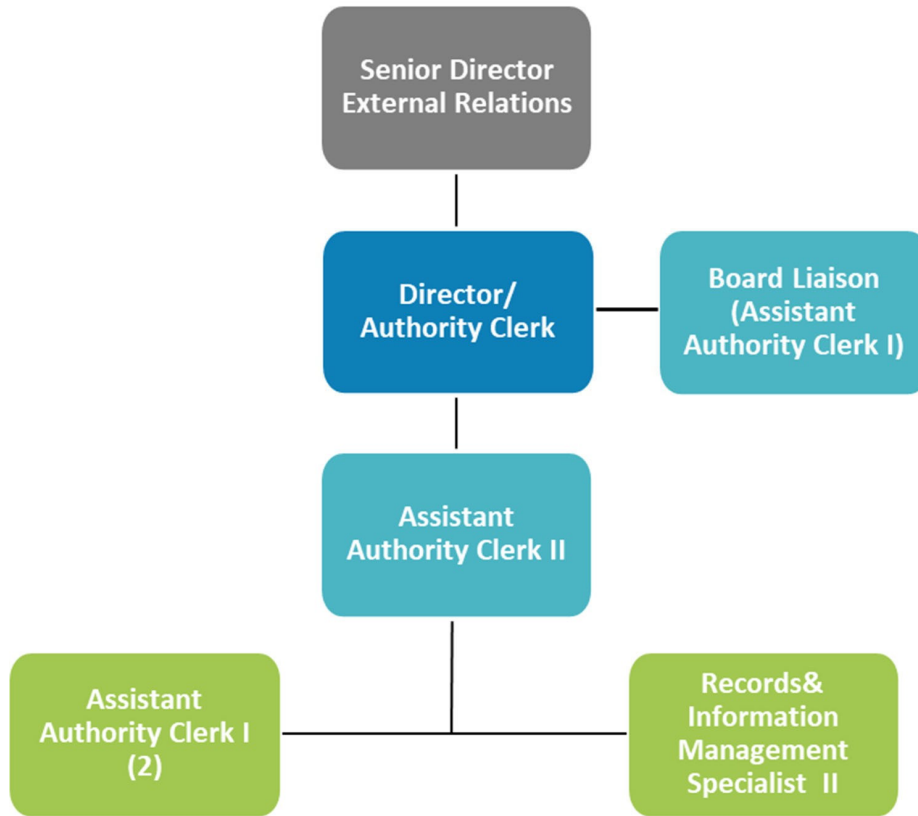 Senior Director
External Relations
Director/
Authority Clerk
Board Liaison
(Assistant
Authority Clerk I)
Assistant
Authority Clerk II
Assistant
Authority Clerk I
(2)
Records&
Information
Management
Specialist  II